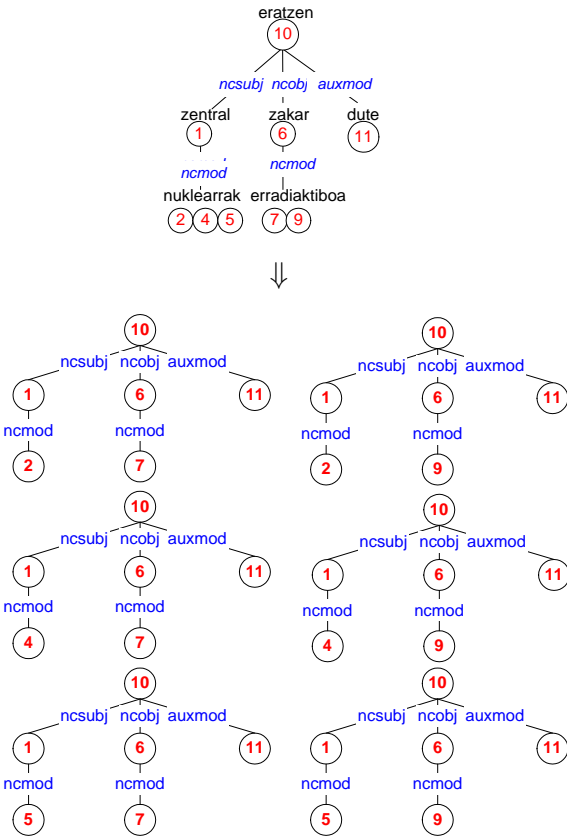 eratzen
10
ncsubj ncobj auxmod
zentral zakar dute
1 6 11
ncmod ncmod
nuklearrak erradiaktiboa
2 4 5 7 9
⇓
10 10
ncsubj ncobj auxmod ncsubj ncobj auxmod
1 6 11 1 6 11
ncmod ncmod ncmod ncmod
2 7 2 9
10 10
ncsubj ncobj auxmod ncsubj ncobj auxmod
1 6 11 1 6 11
ncmod ncmod ncmod ncmod
4 7 4 9
10 10
ncsubj ncobj auxmod ncsubj ncobj auxmod
1 6 11 1 6 11
ncmod ncmod ncmod ncmod
5 7 5 9